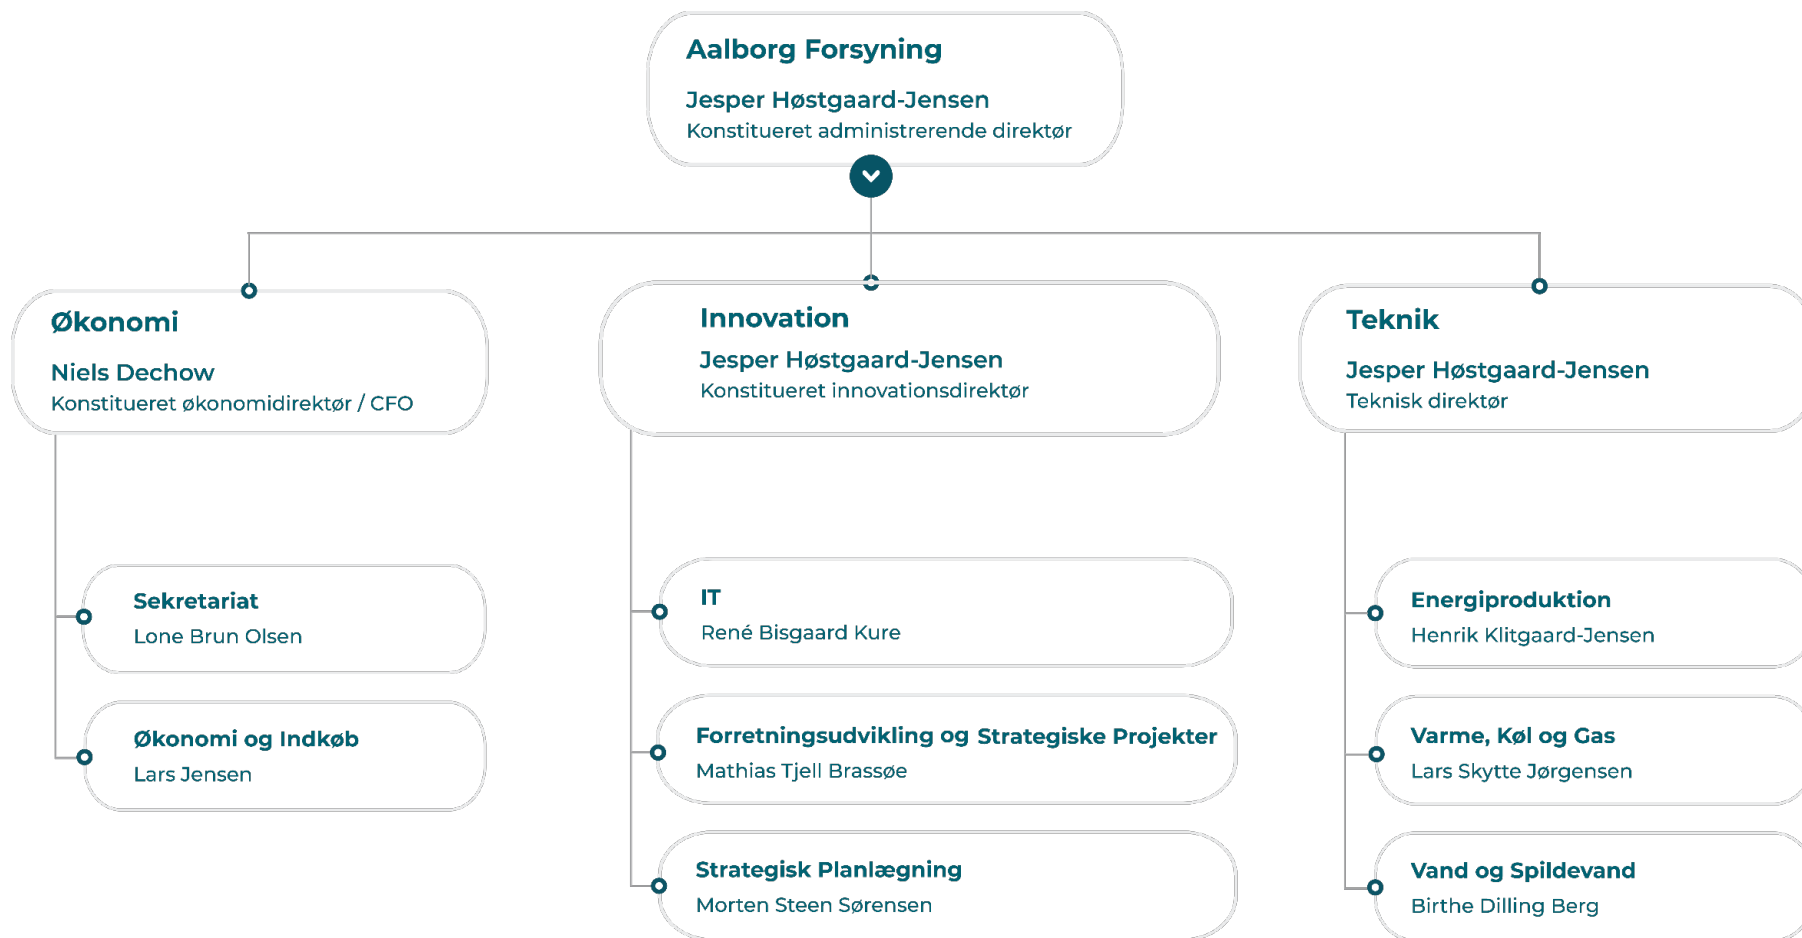 Aalborg Forsyning
Jesper Høstgaard-Jensen
Konstitueret administrerende direktør
Økonomi
Niels Dechow
Konstitueret økonomidirektør / CFO
Sekretariat
Lone Brun Olsen
Økonomi og Indkøb
Lars Jensen
Innovation
Jesper Høstgaard-Jensen
Konstitueret innovationsdirektør
IT
René Bisgaard Kure
Forretningsudvikling og Strategiske Projekter
Mathias Tjell Brassøe
Strategisk Planlægning
Morten Steen Sørensen
Teknik
Jesper Høstgaard-Jensen
Teknisk direktør
Energiproduktion
Henrik Klitgaard-Jensen
Varme, Køl og Gas
Lars Skytte Jørgensen
Vand og Spildevand
Birthe Dilling Berg